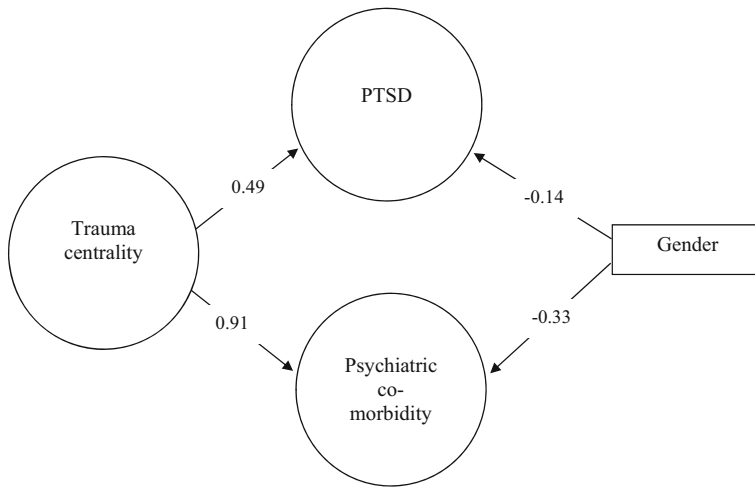 PTSD
0.49
-0.14
Trauma
centrality
Gender
0.91
-0.33
Psychiatric
co-
morbidity